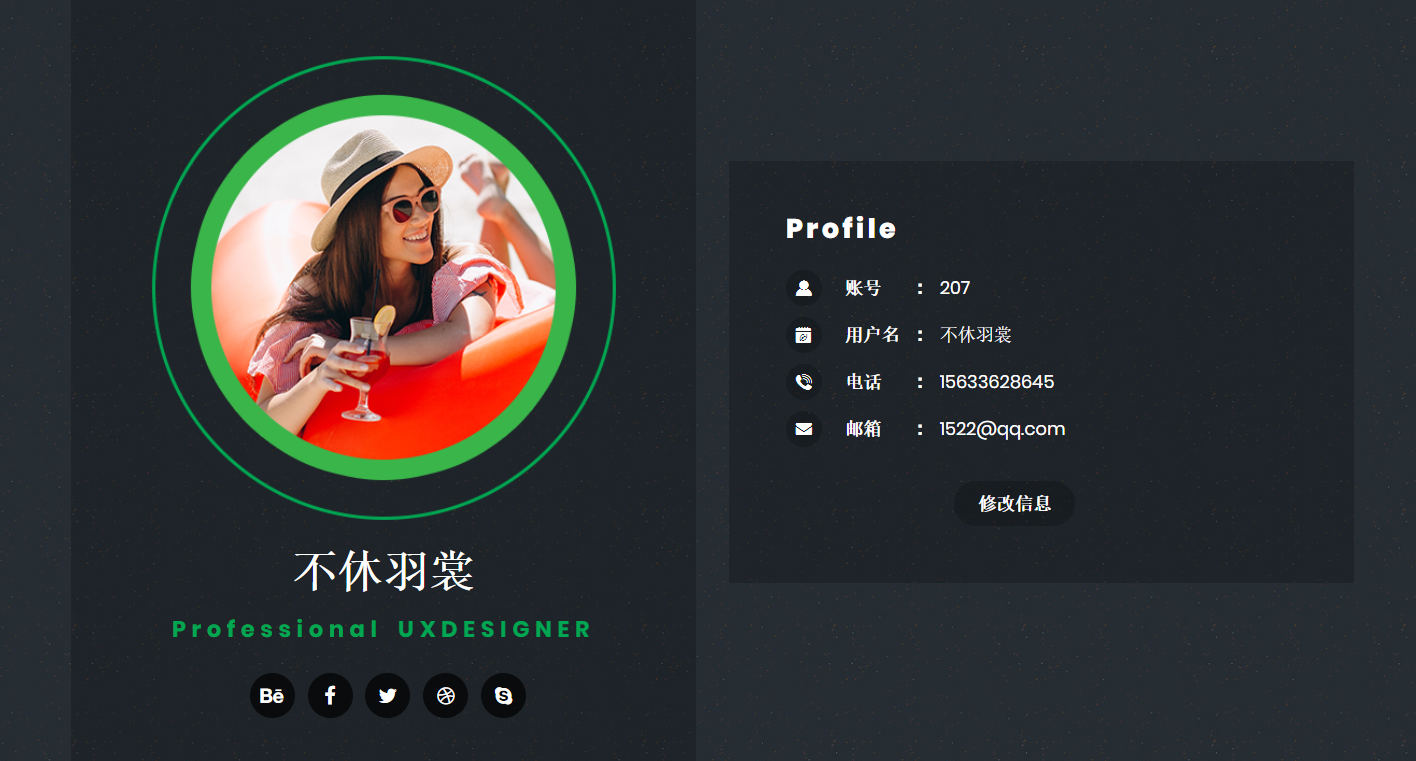 不休羽裳
Professional UXDESIGNER
Bē
Profile
账号 : 207
用户名 : 不休羽裳
电话 : 15633628645
邮箱 : 1522@qq.com
修改信息